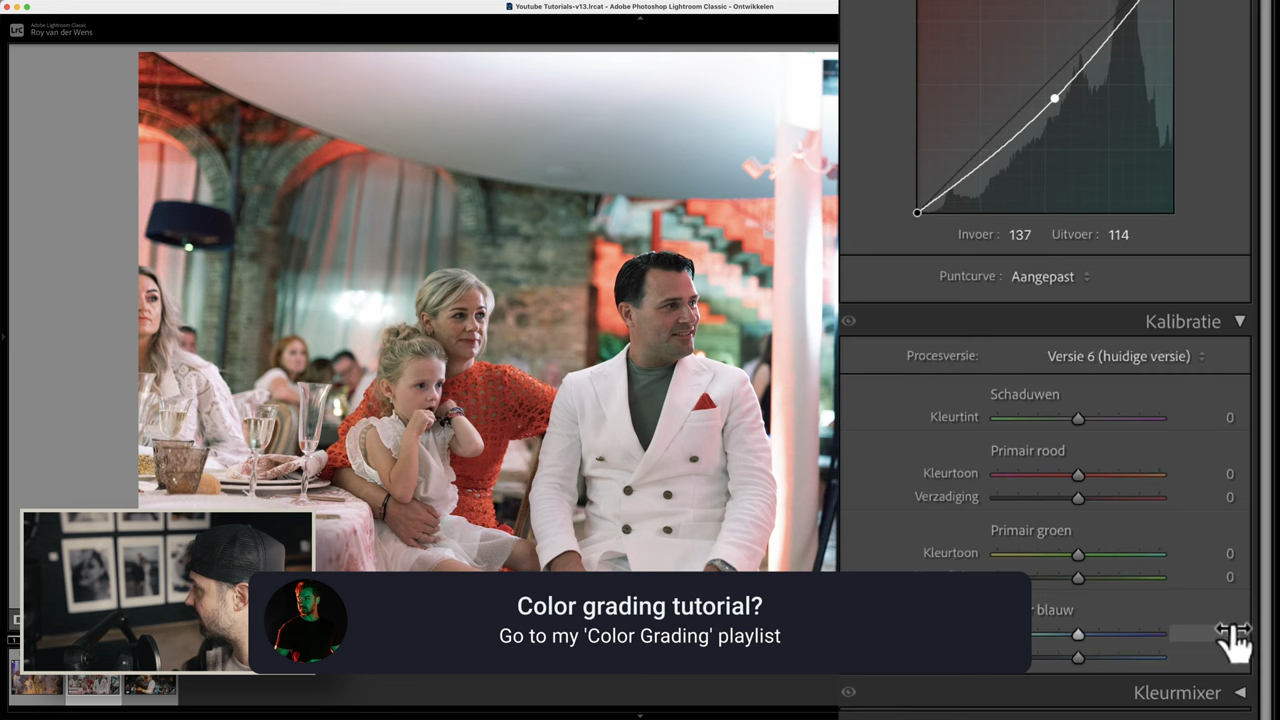 Youtube Tutorials-v13.lrcat - Adobe Photoshop Lightroom Classic - Ontwikkelen
LrC
Adobe Lightroom Classic
Roy van der Wens
Invoer : 137 Uitvoer : 114
Puntcurve : Aangepast
Kalibratie
Procesversie: Versie 6 (huidige versie)
Schaduwen
Kleurtint 0
Primair rood
Kleurtoon 0
Verzadiging 0
Primair groen
Kleurtoon 0
0
blauw
Color grading tutorial?
Go to my 'Color Grading' playlist
Kleurmixer